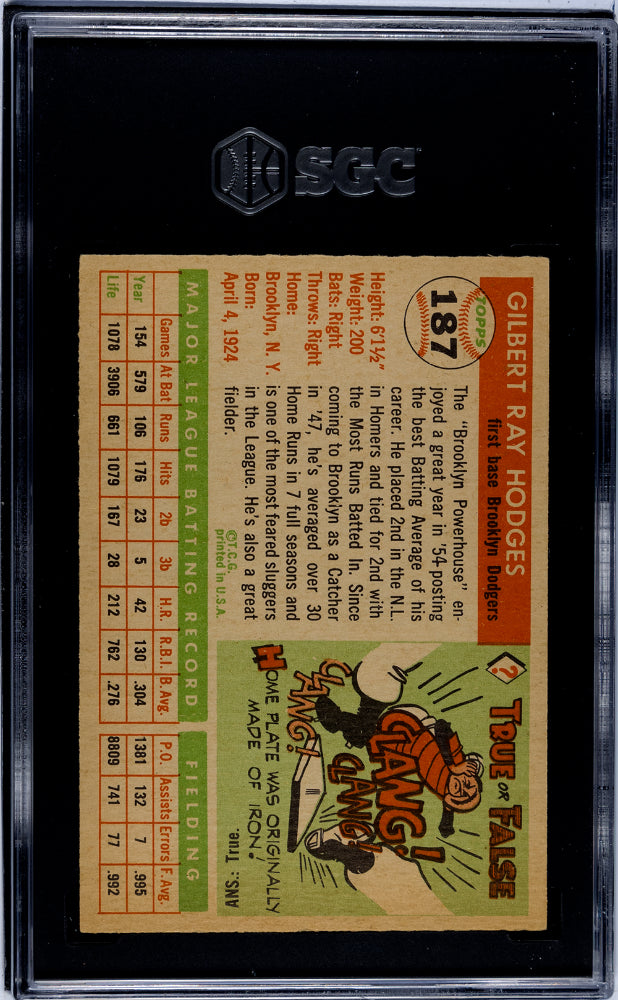 SGC
GILBERT RAY HODGES
first base Brooklyn Dodgers
TOPPS
187
Height: 6'1½"
Weight: 200
Bats: Right
Throws: Right
Home:
Brooklyn, N. Y.
Born:
April 4, 1924
The "Brooklyn Powerhouse" en-
joyed a great year in '54 posting
the best Batting Average of his
career. He placed 2nd in the N.L.
in Homers and tied for 2nd with
the Most Runs Batted In. Since
coming to Brooklyn as a Catcher
in '47, he's averaged over 30
Home Runs in 7 full seasons and
is one of the most feared sluggers
in the League. He's also a great
fielder.
©T.C.G.
printed in U.S.A.
?
TRUE OR FALSE
CLANG!
CLANG!
CLANG!
HOME PLATE WAS ORIGINALLY
MADE OF IRON!
ANS.: True
MAJOR LEAGUE BATTING RECORD
FIELDING
Games At Bat Runs Hits 2b 3b H.R. R.B.I. B.Avg. P.O. Assists Errors F.Avg.
Year 154 579 106 176 23 5 42 130 .304 1381 132 7 .995
Life 1078 3906 661 1079 167 28 212 762 .276 8809 741 77 .992